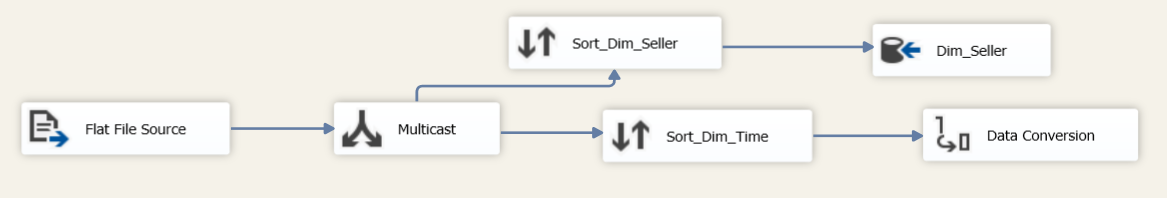 Sort_Dim_Seller
Dim_Seller
Flat File Source
Multicast
Sort_Dim_Time
Data Conversion